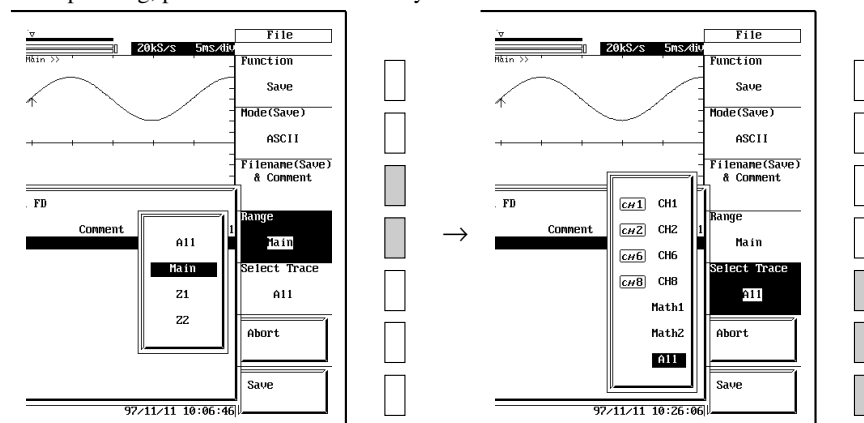 File
20kS/s 5ms/div
Main >>
Function
Save
Mode(Save)
ASCII
Filename(Save)
& Comment
. FD
Comment
1
Range
Main
All
Main
Z1
Z2
Select Trace
All
Abort
Save
97/11/11 10:06:46
→
File
20kS/s 5ms/div
Main >>
Function
Save
Mode(Save)
ASCII
Filename(Save)
& Comment
. FD
Comment
CH1 CH1
CH2 CH2
CH6 CH6
CH8 CH8
Math1
Math2
All
Range
Main
Select Trace
All
Abort
Save
97/11/11 10:26:06